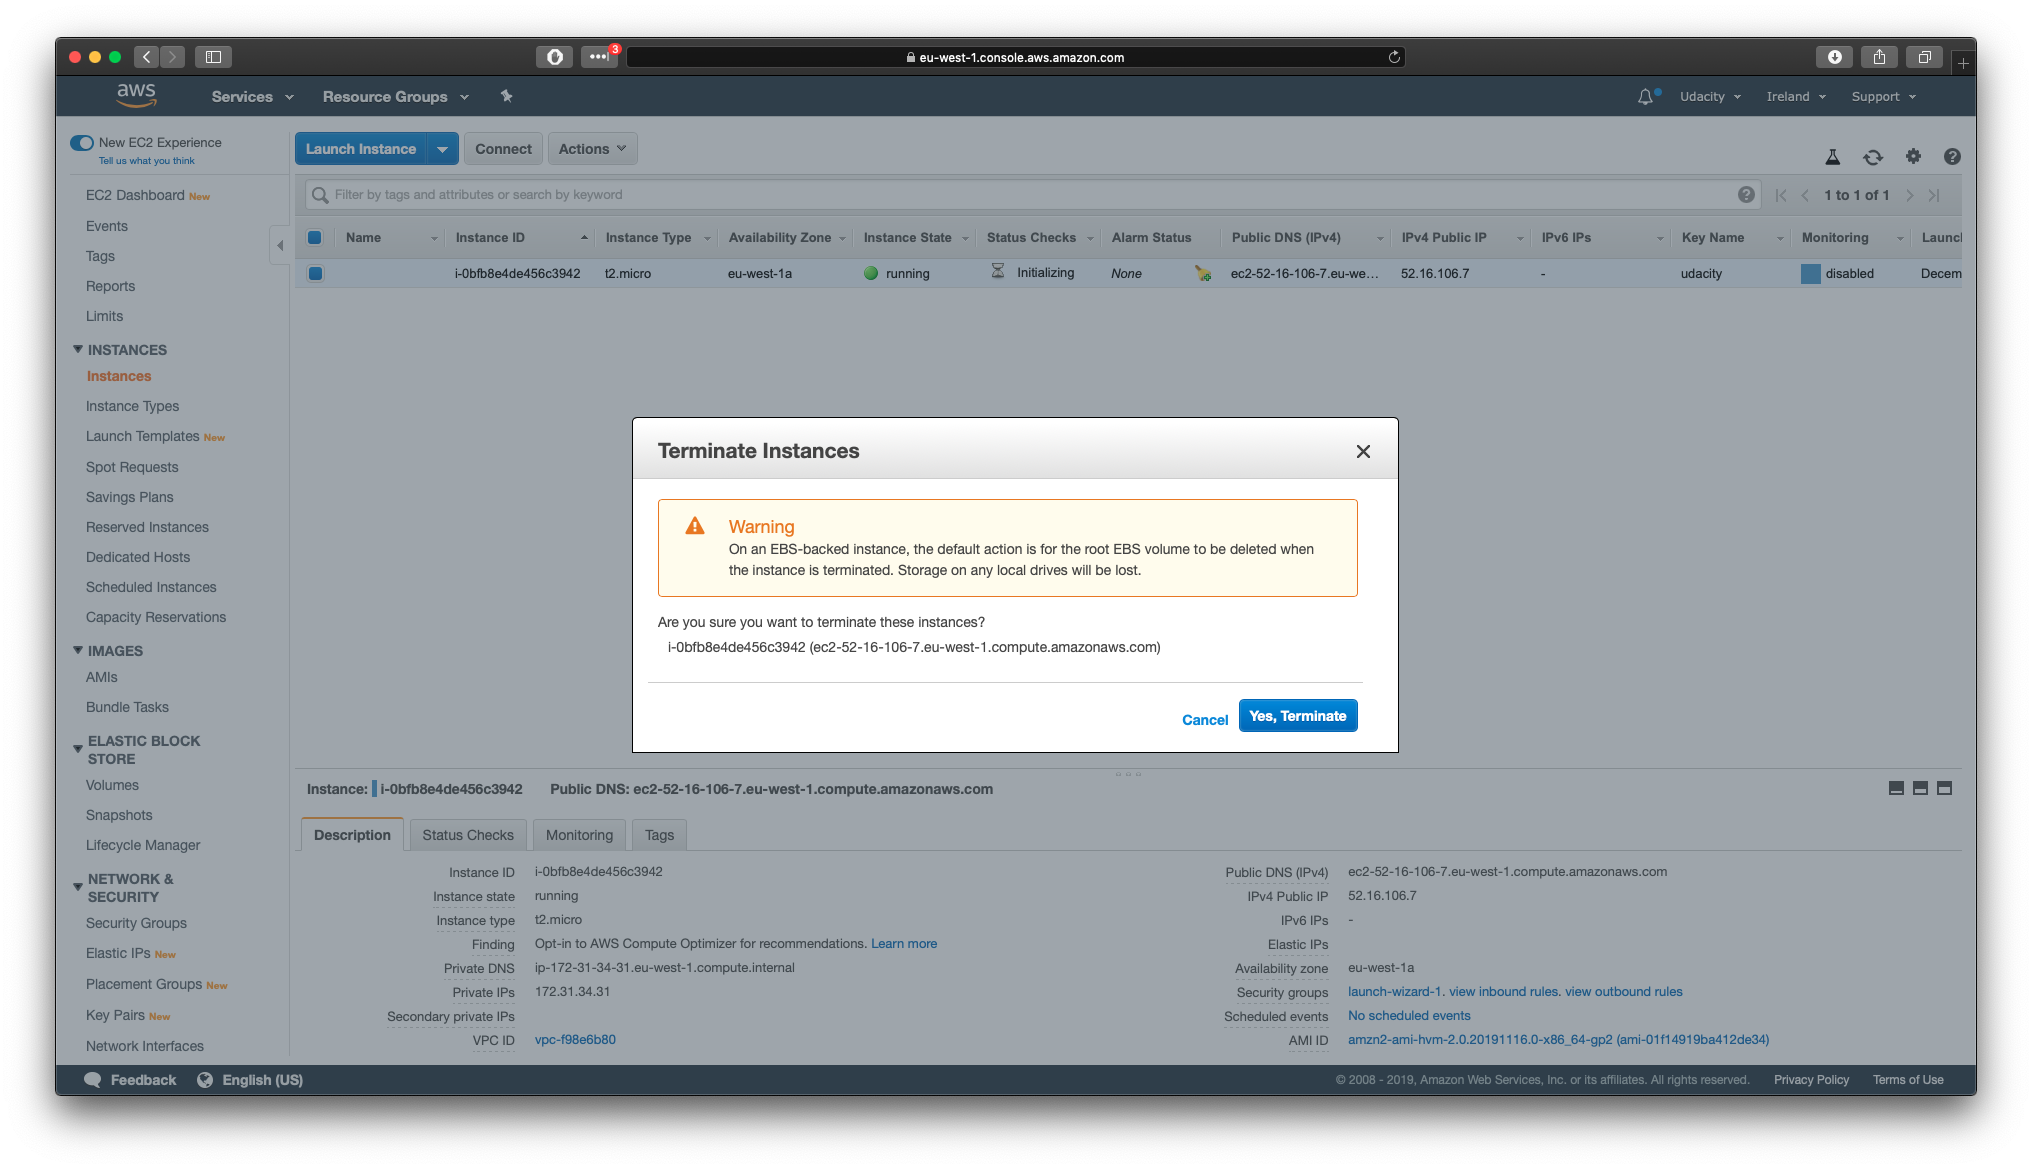 3
eu-west-1.console.aws.amazon.com
aws Services Resource Groups Udacity Ireland Support
New EC2 Experience
Tell us what you think
EC2 Dashboard New
Events
Tags
Reports
Limits
INSTANCES
Instances
Instance Types
Launch Templates New
Spot Requests
Savings Plans
Reserved Instances
Dedicated Hosts
Scheduled Instances
Capacity Reservations
IMAGES
AMIs
Bundle Tasks
ELASTIC BLOCK
STORE
Volumes
Snapshots
Lifecycle Manager
NETWORK &
SECURITY
Security Groups
Elastic IPs New
Placement Groups New
Key Pairs New
Network Interfaces
Launch Instance Connect Actions
Filter by tags and attributes or search by keyword 1 to 1 of 1
Name Instance ID Instance Type Availability Zone Instance State Status Checks Alarm Status Public DNS (IPv4) IPv4 Public IP IPv6 IPs Key Name Monitoring Launcl
i-0bfb8e4de456c3942 t2.micro eu-west-1a running Initializing None ec2-52-16-106-7.eu-we... 52.16.106.7 - udacity disabled Decem
Terminate Instances
Warning
On an EBS-backed instance, the default action is for the root EBS volume to be deleted when
the instance is terminated. Storage on any local drives will be lost.
Are you sure you want to terminate these instances?
i-0bfb8e4de456c3942 (ec2-52-16-106-7.eu-west-1.compute.amazonaws.com)
Cancel Yes, Terminate
Instance: i-0bfb8e4de456c3942 Public DNS: ec2-52-16-106-7.eu-west-1.compute.amazonaws.com
Description Status Checks Monitoring Tags
Instance ID i-0bfb8e4de456c3942
Instance state running
Instance type t2.micro
Finding Opt-in to AWS Compute Optimizer for recommendations. Learn more
Private DNS ip-172-31-34-31.eu-west-1.compute.internal
Private IPs 172.31.34.31
Secondary private IPs
VPC ID vpc-f98e6b80
Public DNS (IPv4) ec2-52-16-106-7.eu-west-1.compute.amazonaws.com
IPv4 Public IP 52.16.106.7
IPv6 IPs -
Elastic IPs
Availability zone eu-west-1a
Security groups launch-wizard-1. view inbound rules. view outbound rules
Scheduled events No scheduled events
AMI ID amzn2-ami-hvm-2.0.20191116.0-x86_64-gp2 (ami-01f14919ba412de34)
Feedback English (US) © 2008 - 2019, Amazon Web Services, Inc. or its affiliates. All rights reserved. Privacy Policy Terms of Use